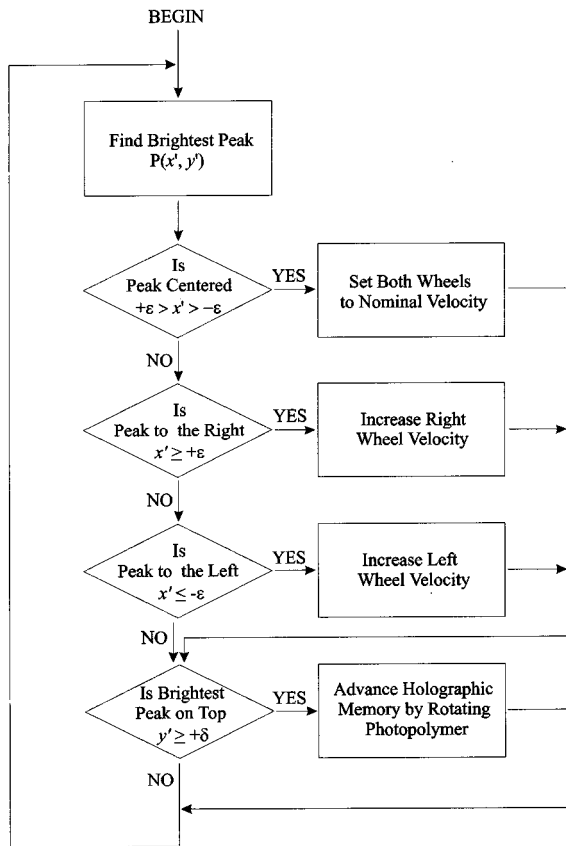 BEGIN
Find Brightest Peak
P(x', y')
Is
Peak Centered
+ε > x' > −ε
YES
Set Both Wheels
to Nominal Velocity
NO
Is
Peak to the Right
x' ≥ +ε
YES
Increase Right
Wheel Velocity
NO
Is
Peak to the Left
x' ≤ -ε
YES
Increase Left
Wheel Velocity
NO
Is Brightest
Peak on Top
y' ≥ +δ
YES
Advance Holographic
Memory by Rotating
Photopolymer
NO